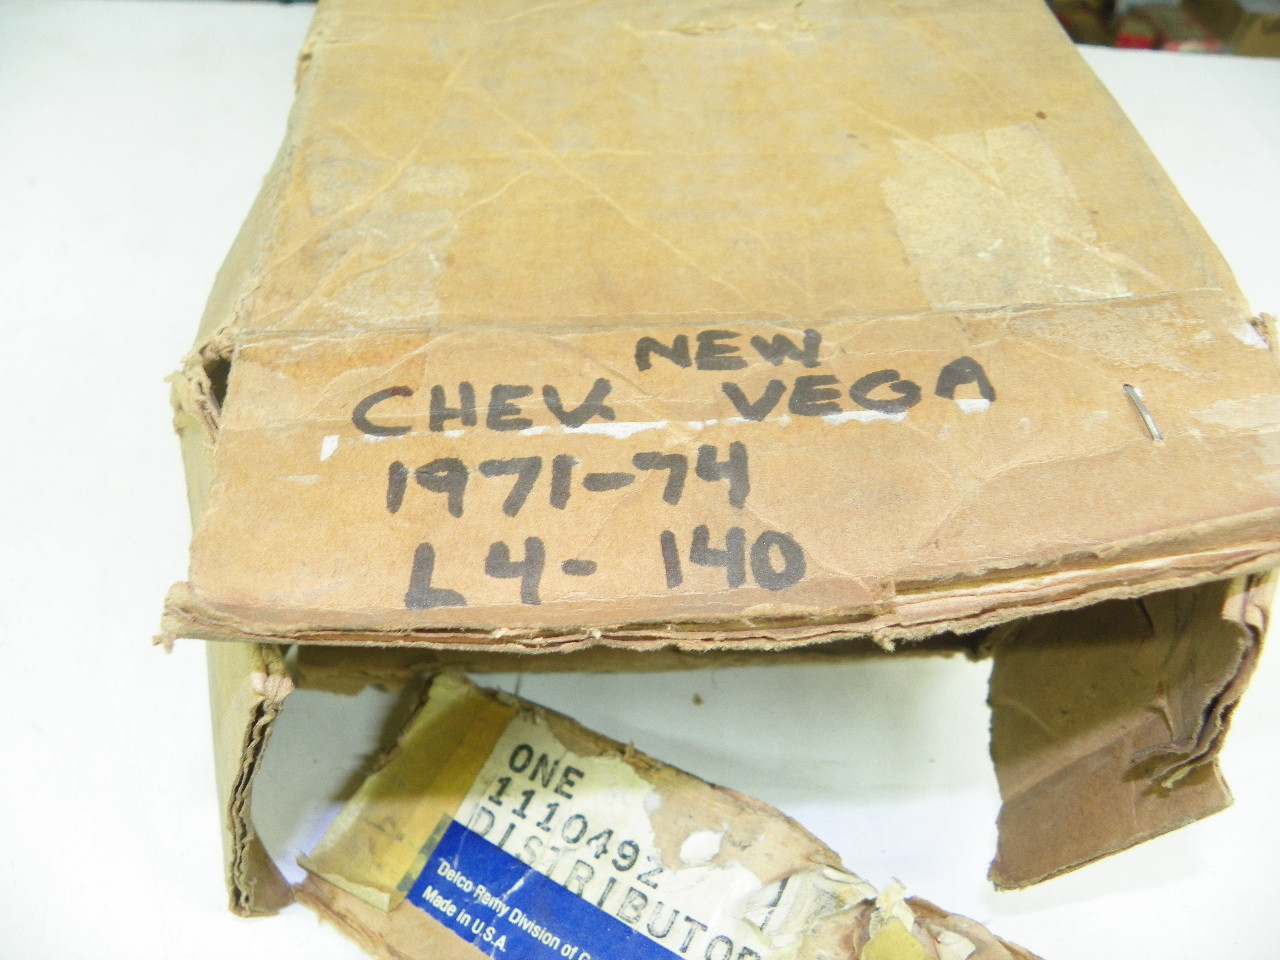 NEW
CHEV. VEGA
1971-74
L4- 140
ONE
1110492
DISTRIBUTOR
Delco Remy Division of
Made in U.S.A.